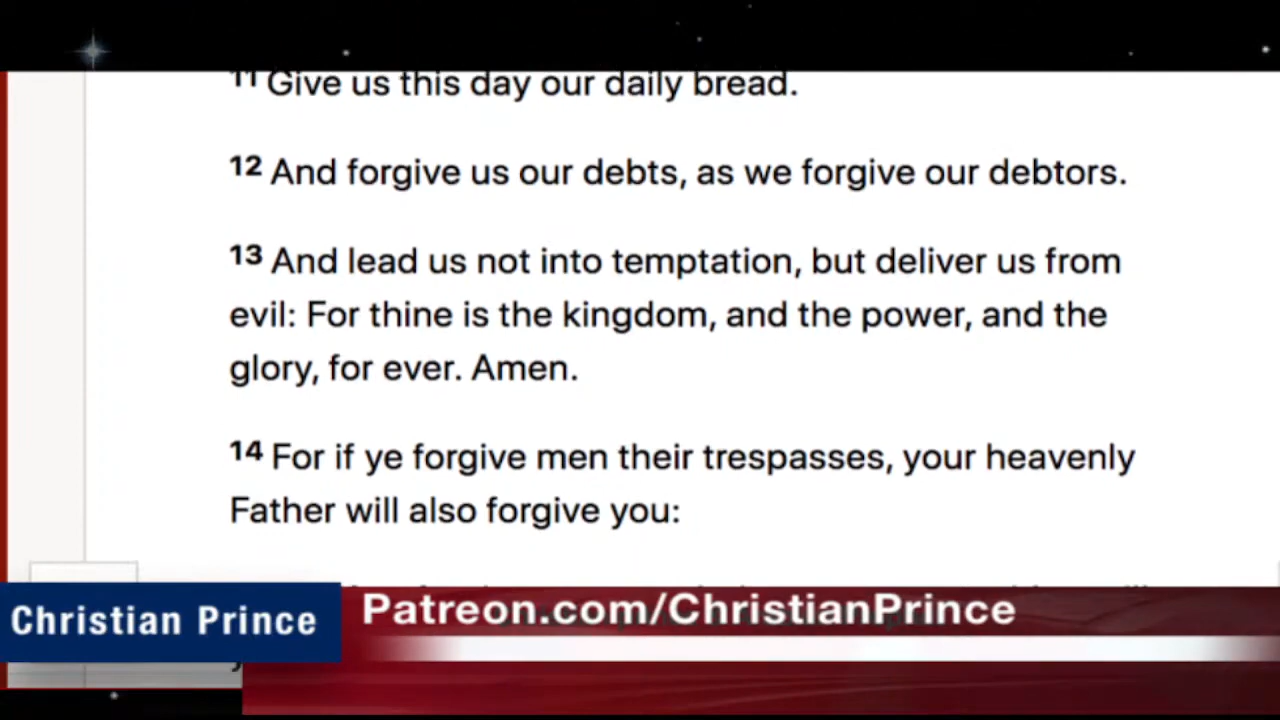 11 Give us this day our daily bread.
12 And forgive us our debts, as we forgive our debtors.
13 And lead us not into temptation, but deliver us from
evil: For thine is the kingdom, and the power, and the
glory, for ever. Amen.
14 For if ye forgive men their trespasses, your heavenly
Father will also forgive you:
Christian Prince
Patreon.com/ChristianPrince